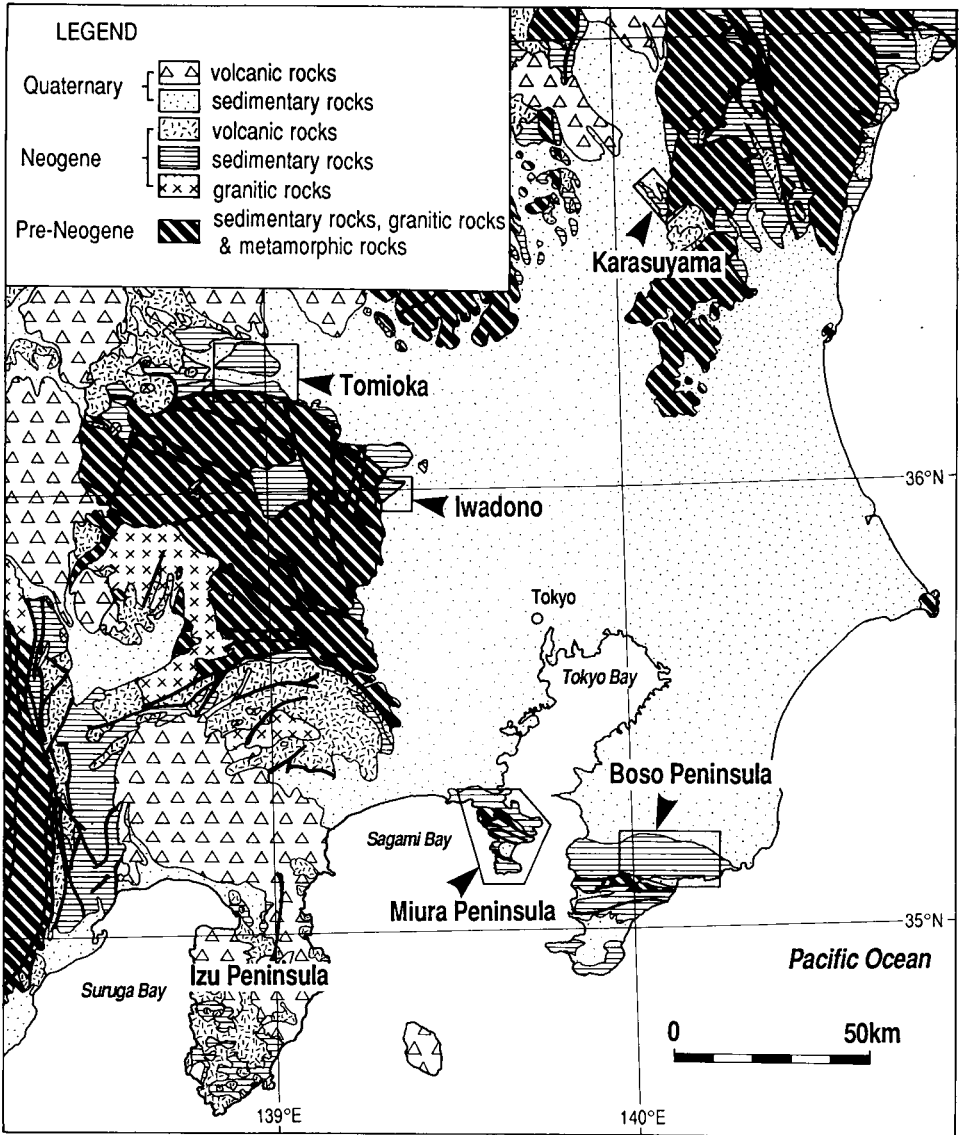 LEGEND
Quaternary
volcanic rocks
sedimentary rocks
Neogene
volcanic rocks
sedimentary rocks
granitic rocks
Pre-Neogene
sedimentary rocks, granitic rocks
& metamorphic rocks
Karasuyama
Tomioka
36°N
Iwadono
Tokyo
Tokyo Bay
Boso Peninsula
Sagami Bay
Miura Peninsula
35°N
Pacific Ocean
Izu Peninsula
Suruga Bay
0 50km
139°E
140°E